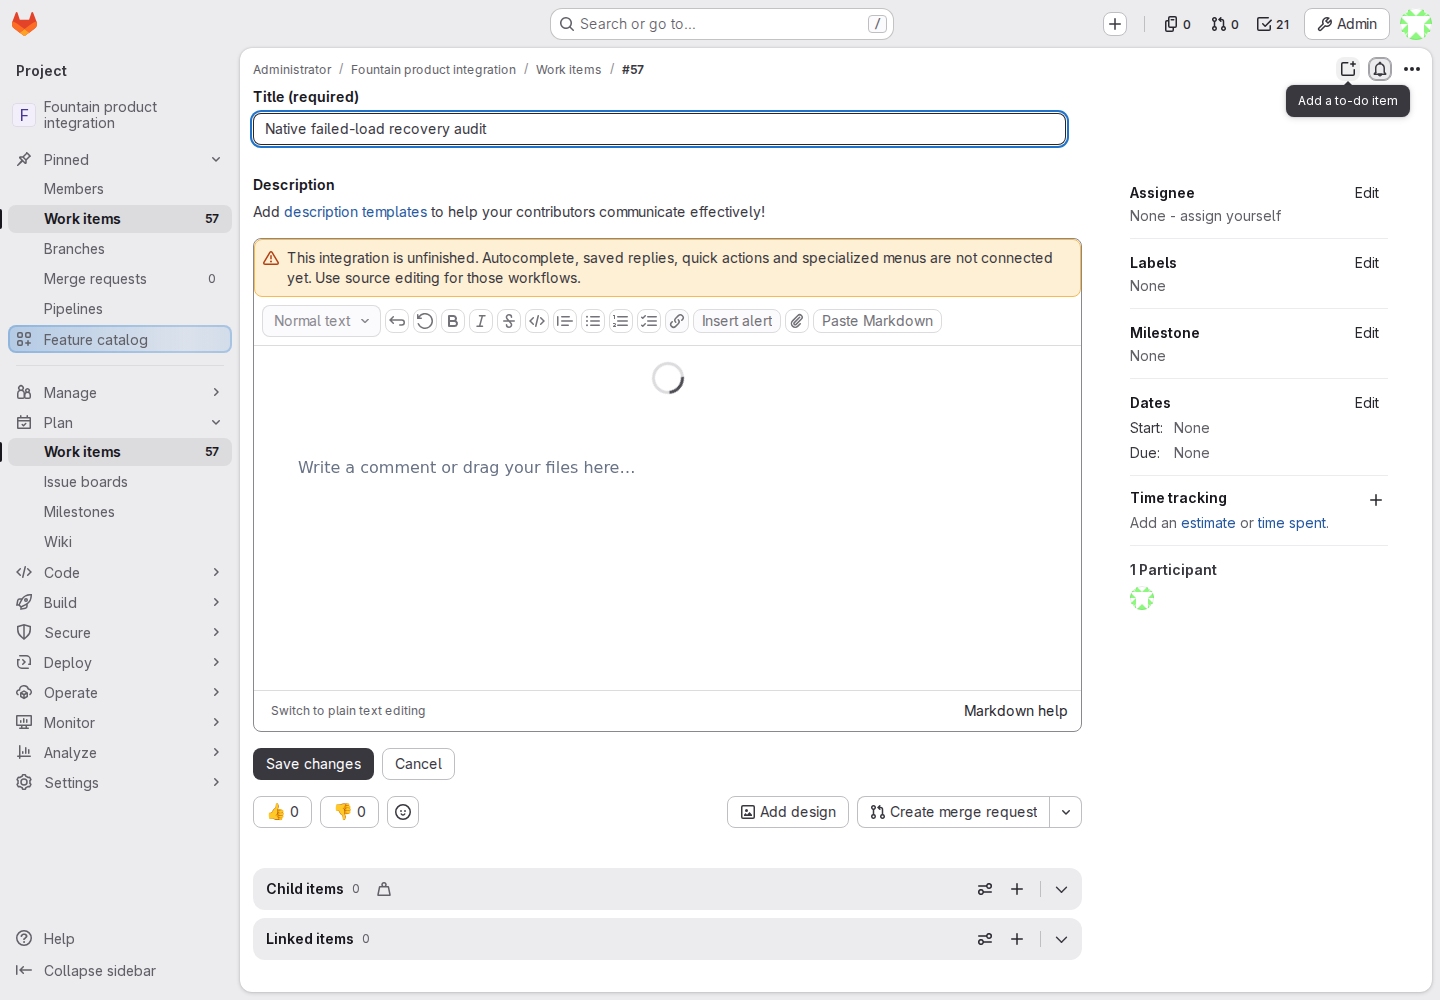 Search or go to...
/
0
0
21
Admin
Project
F
Fountain product
integration
Pinned
Members
Work items 57
Branches
Merge requests 0
Pipelines
Feature catalog
Manage
Plan
Work items 57
Issue boards
Milestones
Wiki
Code
Build
Secure
Deploy
Operate
Monitor
Analyze
Settings
Help
Collapse sidebar
Administrator / Fountain product integration / Work items / #57
Add a to-do item
Title (required)
Native failed-load recovery audit
Description
Add description templates to help your contributors communicate effectively!
This integration is unfinished. Autocomplete, saved replies, quick actions and specialized menus are not connected
yet. Use source editing for those workflows.
Normal text
Insert alert
Paste Markdown
Write a comment or drag your files here...
Switch to plain text editing
Markdown help
Save changes
Cancel
👍 0
👎 0
Add design
Create merge request
Child items 0
Linked items 0
Assignee Edit
None - assign yourself
Labels Edit
None
Milestone Edit
None
Dates Edit
Start: None
Due: None
Time tracking
Add an estimate or time spent.
1 Participant